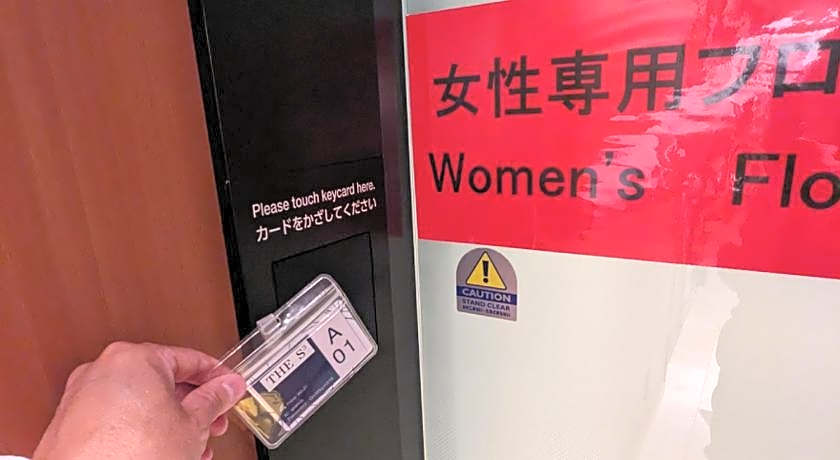 女性専用フロ
Women's Flo
Please touch keycard here.
カードをかざしてください
CAUTION
STAND CLEAR
THE S
A
01